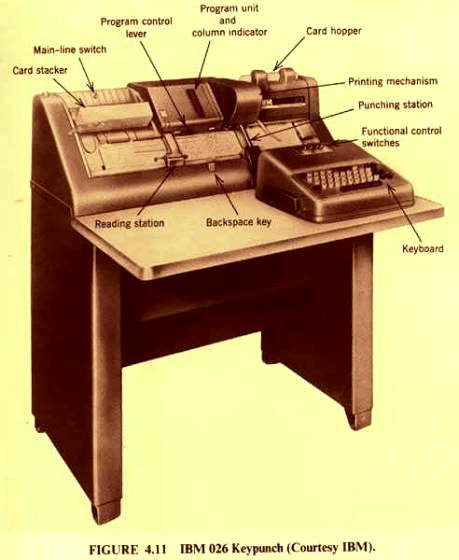 Program unit
and
column indicator
Program control
lever
Card hopper
Main-line switch
Card stacker
Printing mechanism
Punching station
Functional control
switches
Reading station
Backspace key
Keyboard
FIGURE 4.11 IBM 026 Keypunch (Courtesy IBM).